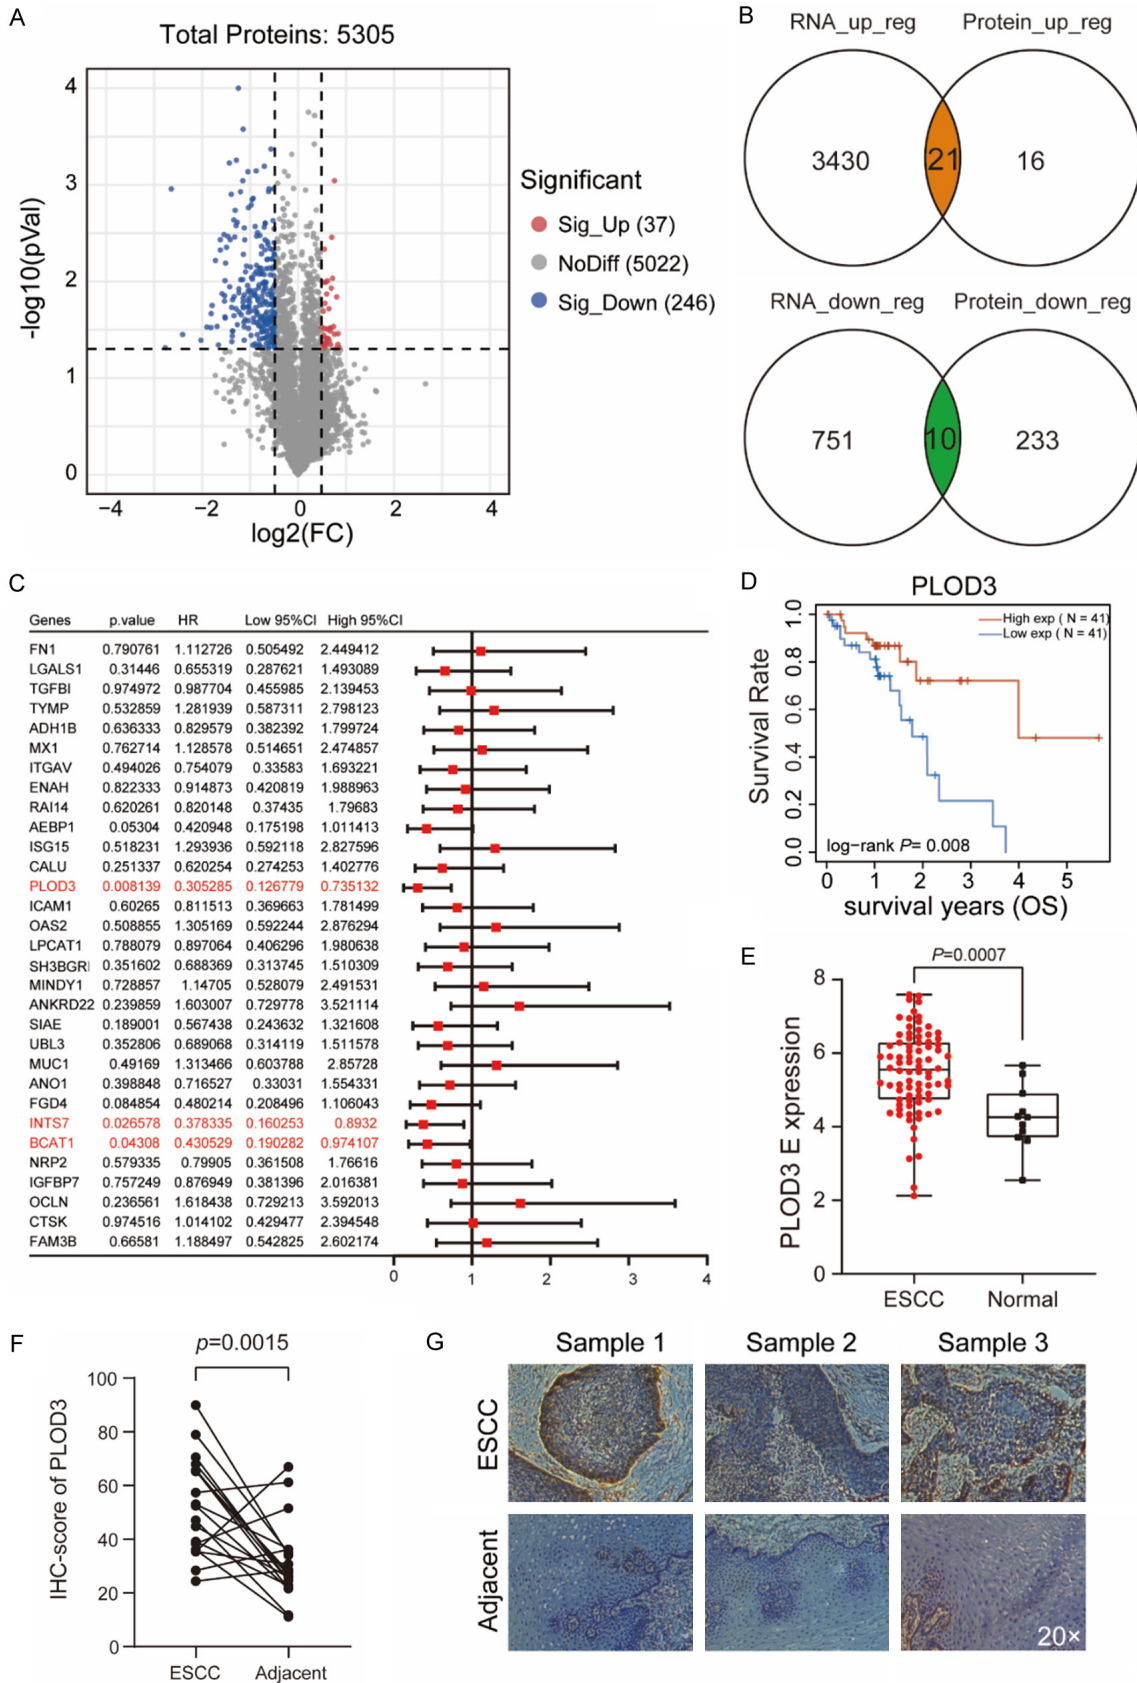 A
Total Proteins: 5305
4
3
2
1
0
-log10(pVal)
−4
−2
0
2
4
log2(FC)
Significant
Sig_Up (37)
NoDiff (5022)
Sig_Down (246)
B
RNA_up_reg Protein_up_reg
3430 21 16
RNA_down_reg Protein_down_reg
751 10 233
C
Genes p.value HR Low 95%CI High 95%CI
FN1 0.790761 1.112726 0.505492 2.449412
LGALS1 0.31446 0.655319 0.287621 1.493089
TGFBI 0.974972 0.987704 0.455985 2.139453
TYMP 0.532859 1.281939 0.587311 2.798123
ADH1B 0.636333 0.829579 0.382392 1.799724
MX1 0.762714 1.128578 0.514651 2.474857
ITGAV 0.494026 0.754079 0.33583 1.693221
ENAH 0.822333 0.914873 0.420819 1.988963
RAI14 0.620261 0.820148 0.37435 1.79683
AEBP1 0.05304 0.420948 0.175198 1.011413
ISG15 0.518231 1.293936 0.592118 2.827596
CALU 0.251337 0.620254 0.274253 1.402776
PLOD3 0.008139 0.305285 0.126779 0.735132
ICAM1 0.60265 0.811513 0.369663 1.781499
OAS2 0.508855 1.305169 0.592244 2.876294
LPCAT1 0.788079 0.897064 0.406296 1.980638
SH3BGRI 0.351602 0.688369 0.313745 1.510309
MINDY1 0.728857 1.14705 0.528079 2.491531
ANKRD22 0.239859 1.603007 0.729778 3.521114
SIAE 0.189001 0.567438 0.243632 1.321608
UBL3 0.352806 0.689068 0.314119 1.511578
MUC1 0.49169 1.313466 0.603788 2.85728
ANO1 0.398848 0.716527 0.33031 1.554331
FGD4 0.084854 0.480214 0.208496 1.106043
INTS7 0.026578 0.378335 0.160253 0.8932
BCAT1 0.04308 0.430529 0.190282 0.974107
NRP2 0.579335 0.79905 0.361508 1.76616
IGFBP7 0.757249 0.876949 0.381396 2.016381
OCLN 0.236561 1.618438 0.729213 3.592013
CTSK 0.974516 1.014102 0.429477 2.394548
FAM3B 0.66581 1.188497 0.542825 2.602174
0 1 2 3 4
D
PLOD3
High exp ( N = 41)
Low exp ( N = 41)
Survival Rate
1.0
0.8
0.6
0.4
0.2
0.0
log−rank P= 0.008
0 1 2 3 4 5
survival years (OS)
E
P=0.0007
PLOD3 E xpression
8
6
4
2
0
ESCC Normal
F
p=0.0015
IHC-score of PLOD3
100
80
60
40
20
0
ESCC Adjacent
G
Sample 1 Sample 2 Sample 3
ESCC
Adjacent
20×